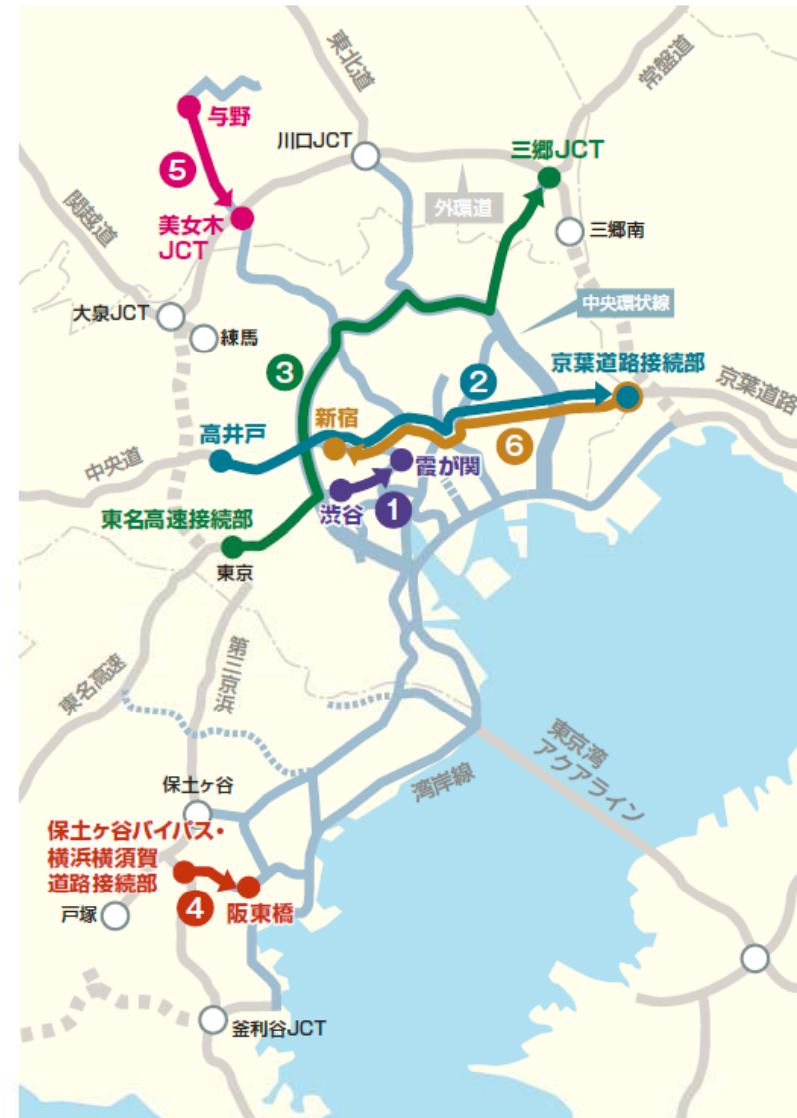 東北道
常盤道
与野
川口JCT
三郷JCT
5
外環道
関越道
美女木
JCT
三郷南
大泉JCT
中央環状線
練馬
3
2
京葉道路接続部
京葉道路
新宿
高井戸
6
中央道
霞が関
渋谷
1
東名高速接続部
東京
第三京浜
東名高速
東京湾
アクアライン
湾岸線
保土ヶ谷
保土ヶ谷バイパス・
横浜横須賀
道路接続部
4
阪東橋
戸塚
釜利谷JCT